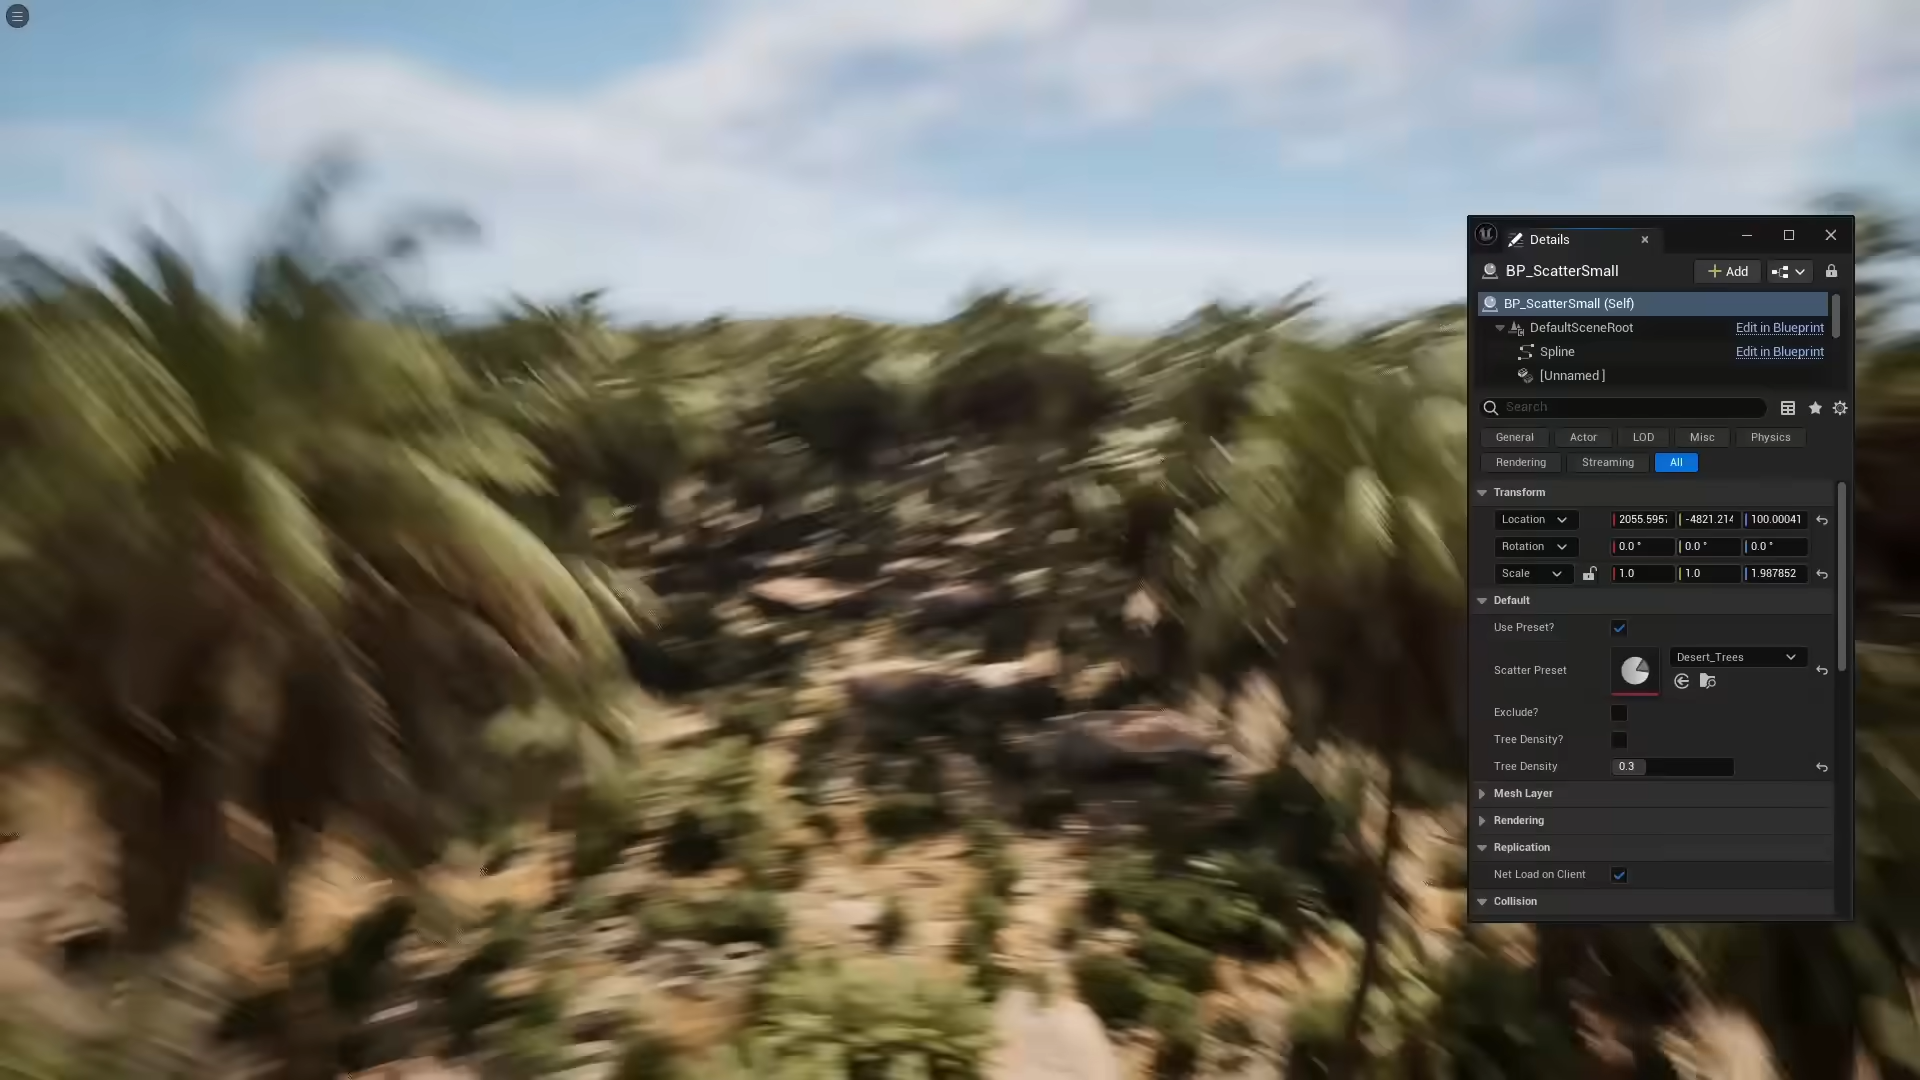 Details
BP_ScatterSmall
Add
BP_ScatterSmall (Self)
DefaultSceneRoot Edit in Blueprint
Spline Edit in Blueprint
[Unnamed ]
Search
General Actor LOD Misc Physics
Rendering Streaming All
Transform
Location 2055.5957 -4821.214 100.00041
Rotation 0.0 ° 0.0 ° 0.0 °
Scale 1.0 1.0 1.987852
Default
Use Preset?
Scatter Preset Desert_Trees
Exclude?
Tree Density?
Tree Density 0.3
Mesh Layer
Rendering
Replication
Net Load on Client
Collision